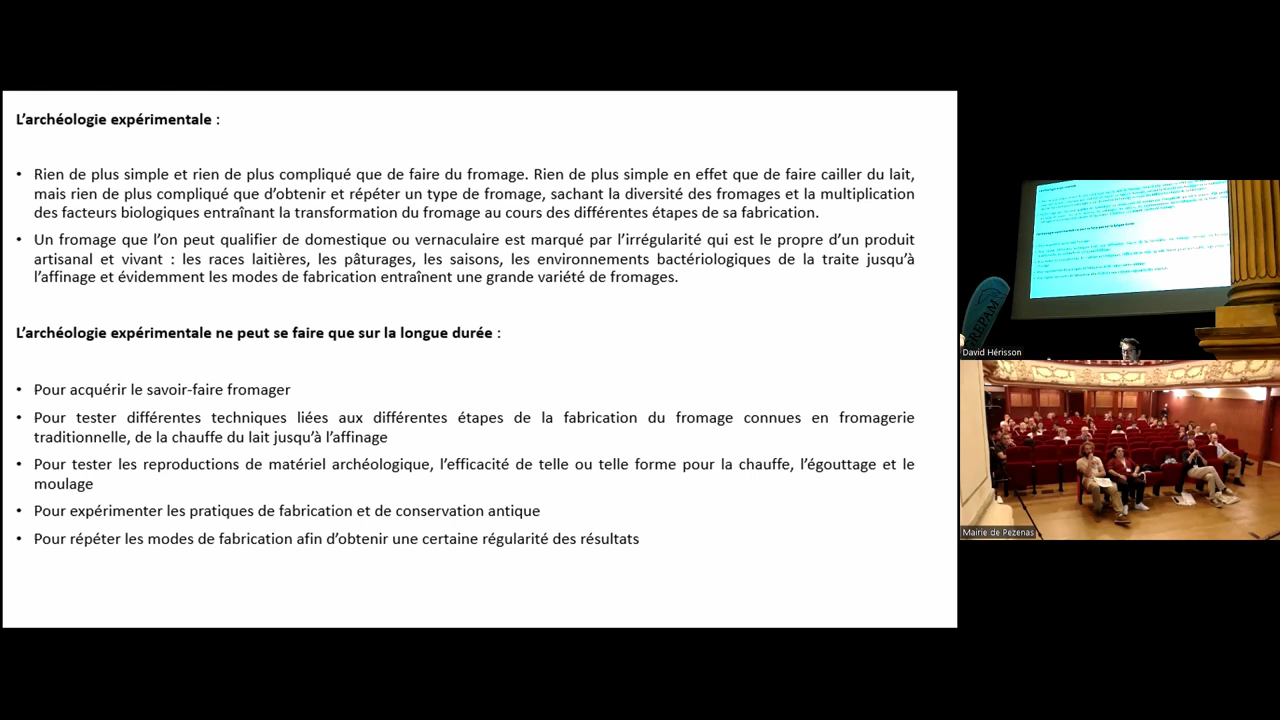 L’archéologie expérimentale :
• Rien de plus simple et rien de plus compliqué que de faire du fromage. Rien de plus simple en effet que de faire cailler du lait,
mais rien de plus compliqué que d’obtenir et répéter un type de fromage, sachant la diversité des fromages et la multiplication
des facteurs biologiques entraînant la transformation du fromage au cours des différentes étapes de sa fabrication.
• Un fromage que l’on peut qualifier de domestique ou vernaculaire est marqué par l’irrégularité qui est le propre d’un produit
artisanal et vivant : les races laitières, les pâturages, les saisons, les environnements bactériologiques de la traite jusqu’à
l’affinage et évidemment les modes de fabrication entraînent une grande variété de fromages.
L’archéologie expérimentale ne peut se faire que sur la longue durée :
• Pour acquérir le savoir-faire fromager
• Pour tester différentes techniques liées aux différentes étapes de la fabrication du fromage connues en fromagerie
traditionnelle, de la chauffe du lait jusqu’à l’affinage
• Pour tester les reproductions de matériel archéologique, l’efficacité de telle ou telle forme pour la chauffe, l’égouttage et le
moulage
• Pour expérimenter les pratiques de fabrication et de conservation antique
• Pour répéter les modes de fabrication afin d’obtenir une certaine régularité des résultats
David Hérisson
Mairie de Pezenas